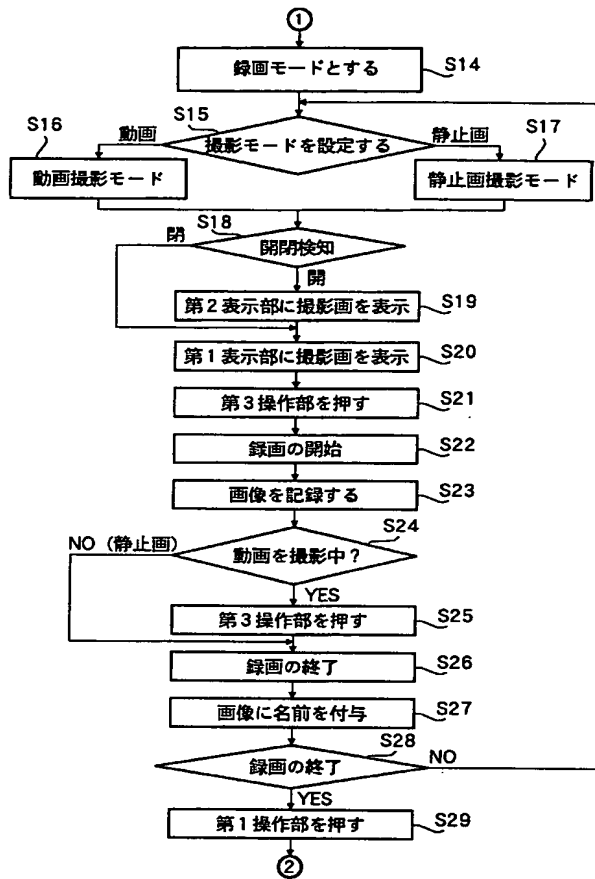 1
録画モードとする
S14
S15
撮影モードを設定する
動画
静止画
S16
動画撮影モード
S17
静止画撮影モード
S18
開閉検知
閉
開
第2表示部に撮影画を表示
S19
第1表示部に撮影画を表示
S20
第3操作部を押す
S21
録画の開始
S22
画像を記録する
S23
S24
動画を撮影中?
NO(静止画)
YES
第3操作部を押す
S25
録画の終了
S26
画像に名前を付与
S27
S28
録画の終了
NO
YES
第1操作部を押す
S29
2